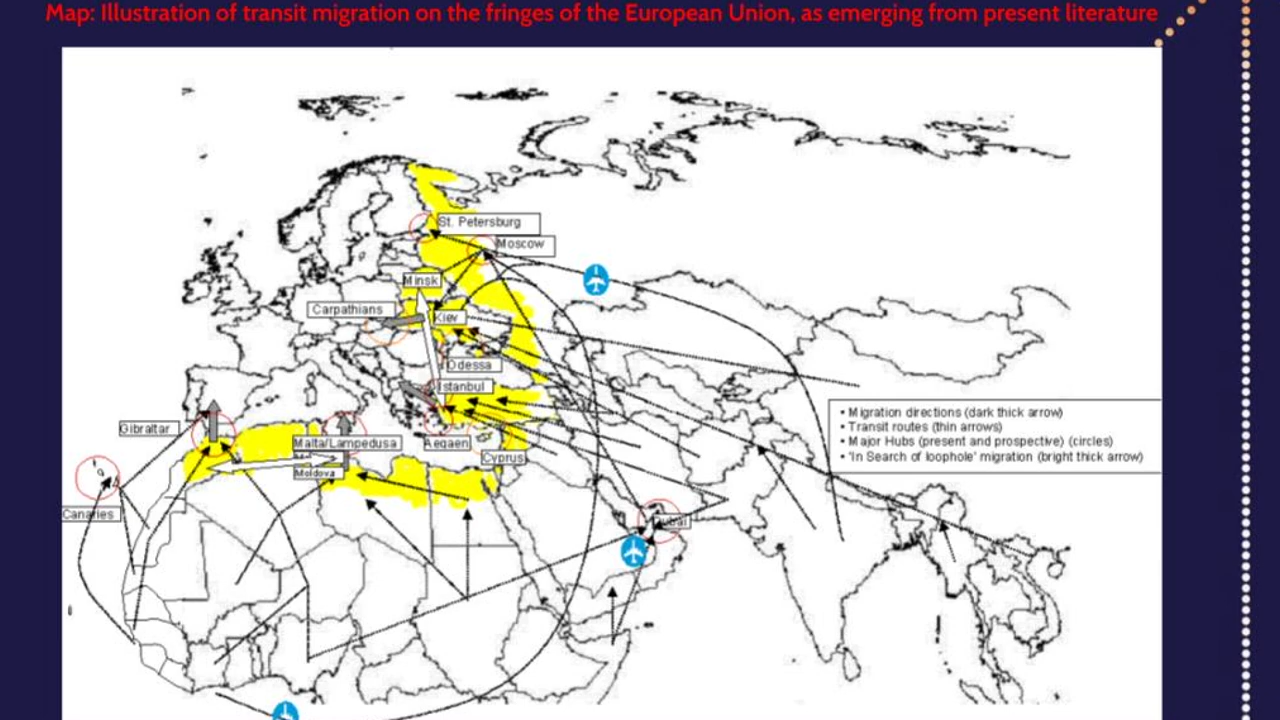 Map: Illustration of transit migration on the fringes of the European Union, as emerging from present literature
St. Petersburg
Moscow
Minsk
Carpathians
Kiev
Odessa
Istanbul
• Migration directions (dark thick arrow)
• Transit routes (thin arrows)
• Major Hubs (present and prospective) (circles)
• 'In Search of loophole' migration (bright thick arrow)
Gibraltar
Malta/Lampedusa
Aegaen
Cyprus
Moldova
Canaries
Dubai